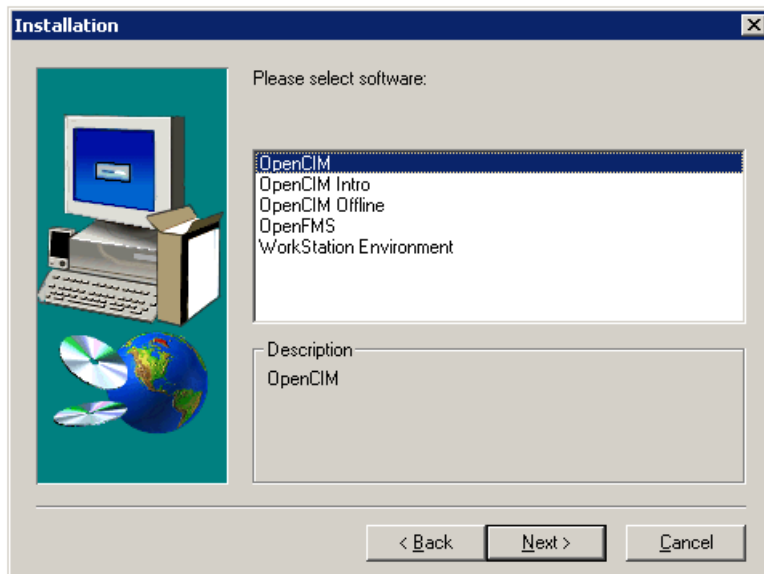 Installation
Please select software:
OpenCIM
OpenCIM Intro
OpenCIM Offline
OpenFMS
WorkStation Environment
Description
OpenCIM
< Back
Next >
Cancel